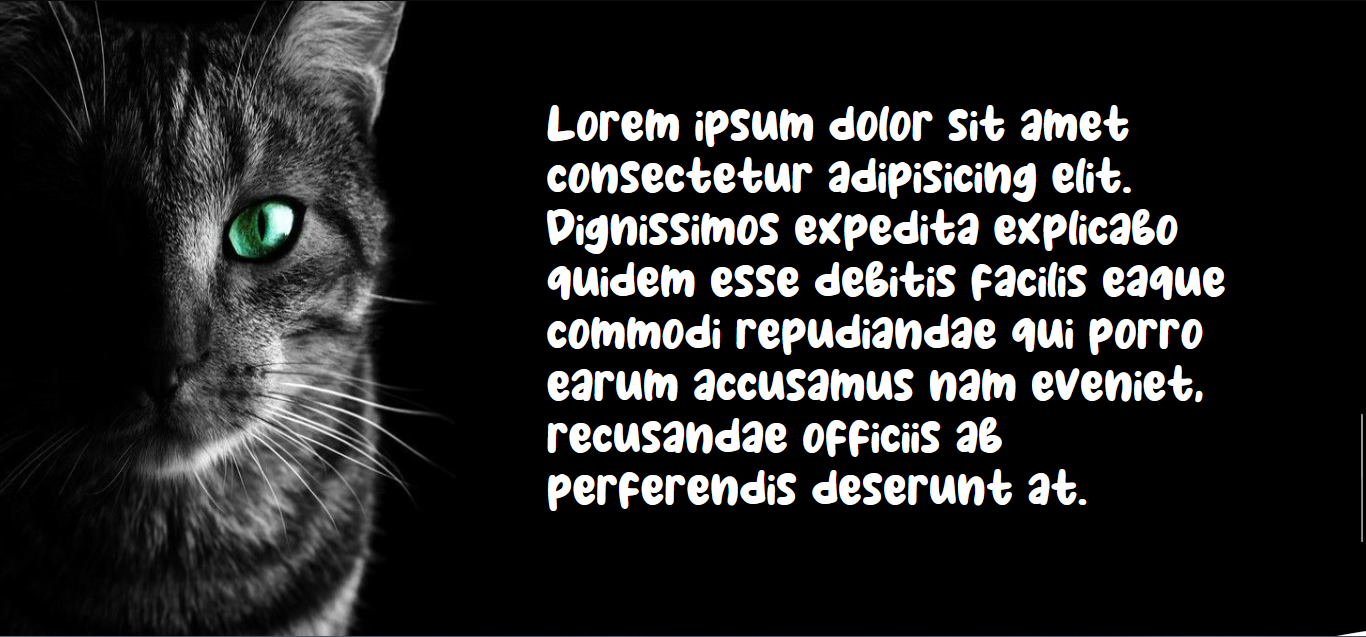 Lorem ipsum dolor sit amet
consectetur adipisicing elit.
Dignissimos expedita explicabo
quidem esse debitis facilis eaque
commodi repudiandae qui porro
earum accusamus nam eveniet,
recusandae officiis ab
perferendis deserunt at.